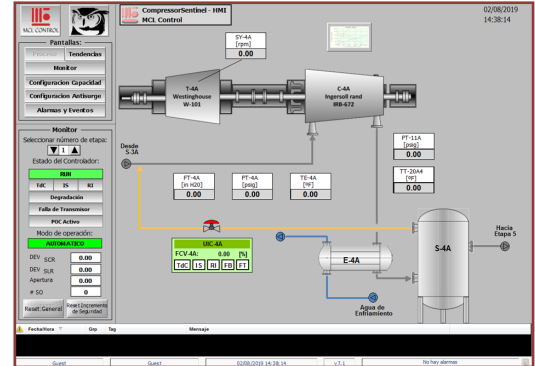 CompressorSentinel - HMI
MCL Control
02/08/2019
14:38:14
MCL CONTROL
Pantallas:
Proceso Tendencias
Monitor
Configuracion Capacidad
Configuracion Antisurge
Alarmas y Eventos
Monitor
Seleccionar número de etapa:
1
Estado del Controlador:
RUN
TdC IS RI
Degradación
Falla de Transmisor
POC Activo
Modo de operación:
AUTOMATICO
DEV SCR 0.00
DEV SLR 0.00
Apertura 0.00
# SO 0
Reset General
Reset Incremento de Seguridad
SY-4A
[rpm]
0.00
T-4A
Westinghouse
W-101
C-4A
Ingersoll rand
IRB-672
Desde
S-3A
PT-11A
[psig]
0.00
TT-20A4
[ºF]
0.00
FT-4A
[in H20]
0.00
PT-4A
[psig]
0.00
TE-4A
[ºF]
0.00
UIC-4A
FCV-4A: 0.00 [%]
TdC IS RI FB FT
E-4A
S-4A
Hacia
Etapa 5
Agua de
Enfriamiento
Fecha/Hora Grp Tag Mensaje
Guest Guest 02/08/2019 14:38:14 v.7.1 No hay alarmas